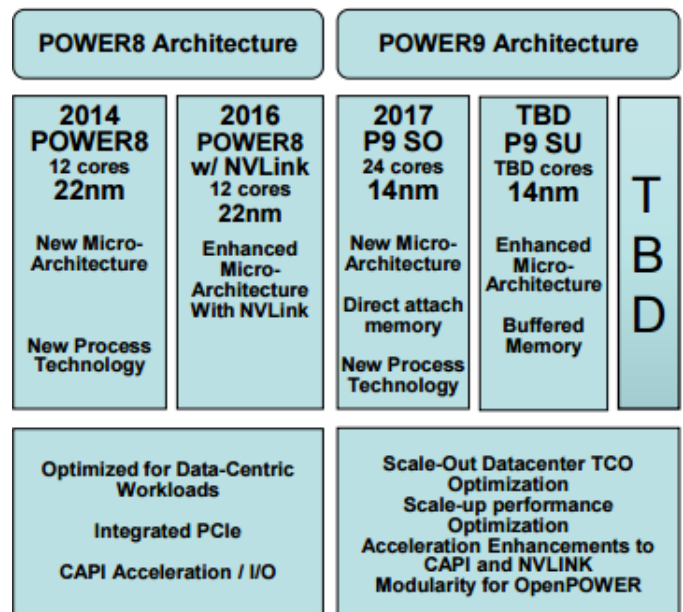 POWER8 Architecture
POWER9 Architecture
2014
POWER8
12 cores
22nm
New Micro-
Architecture
New Process
Technology
2016
POWER8
w/ NVLink
12 cores
22nm
Enhanced
Micro-
Architecture
With NVLink
2017
P9 SO
24 cores
14nm
New Micro-
Architecture
Direct attach
memory
New Process
Technology
TBD
P9 SU
TBD cores
14nm
Enhanced
Micro-
Architecture
Buffered
Memory
T
B
D
Optimized for Data-Centric
Workloads
Integrated PCIe
CAPI Acceleration / I/O
Scale-Out Datacenter TCO
Optimization
Scale-up performance
Optimization
Acceleration Enhancements to
CAPI and NVLINK
Modularity for OpenPOWER